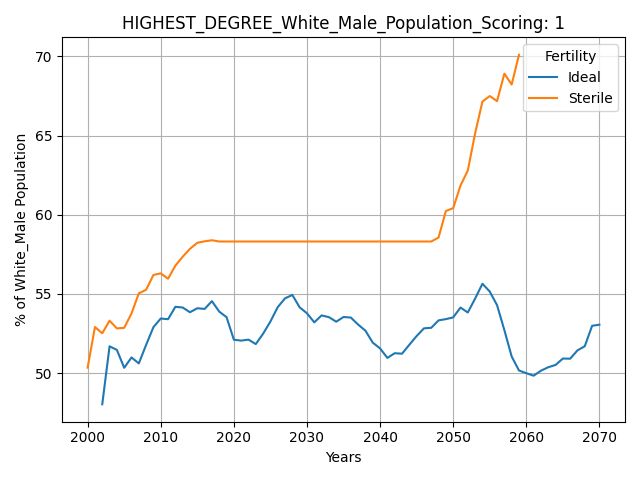 HIGHEST_DEGREE_White_Male_Population_Scoring: 1
Fertility
Ideal
Sterile
% of White_Male Population
70
65
60
55
50
2000 2010 2020 2030 2040 2050 2060 2070
Years